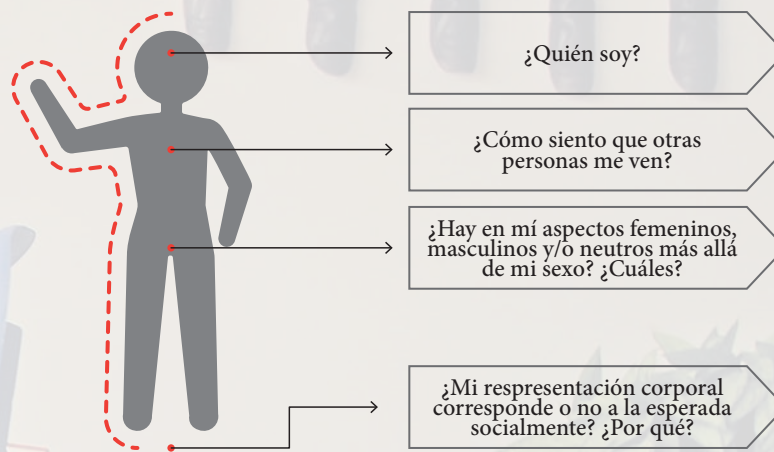 ¿Quién soy?
¿Cómo siento que otras
personas me ven?
¿Hay en mí aspectos femeninos,
masculinos y/o neutros más allá
de mi sexo? ¿Cuáles?
¿Mi respresentación corporal
corresponde o no a la esperada
socialmente? ¿Por qué?